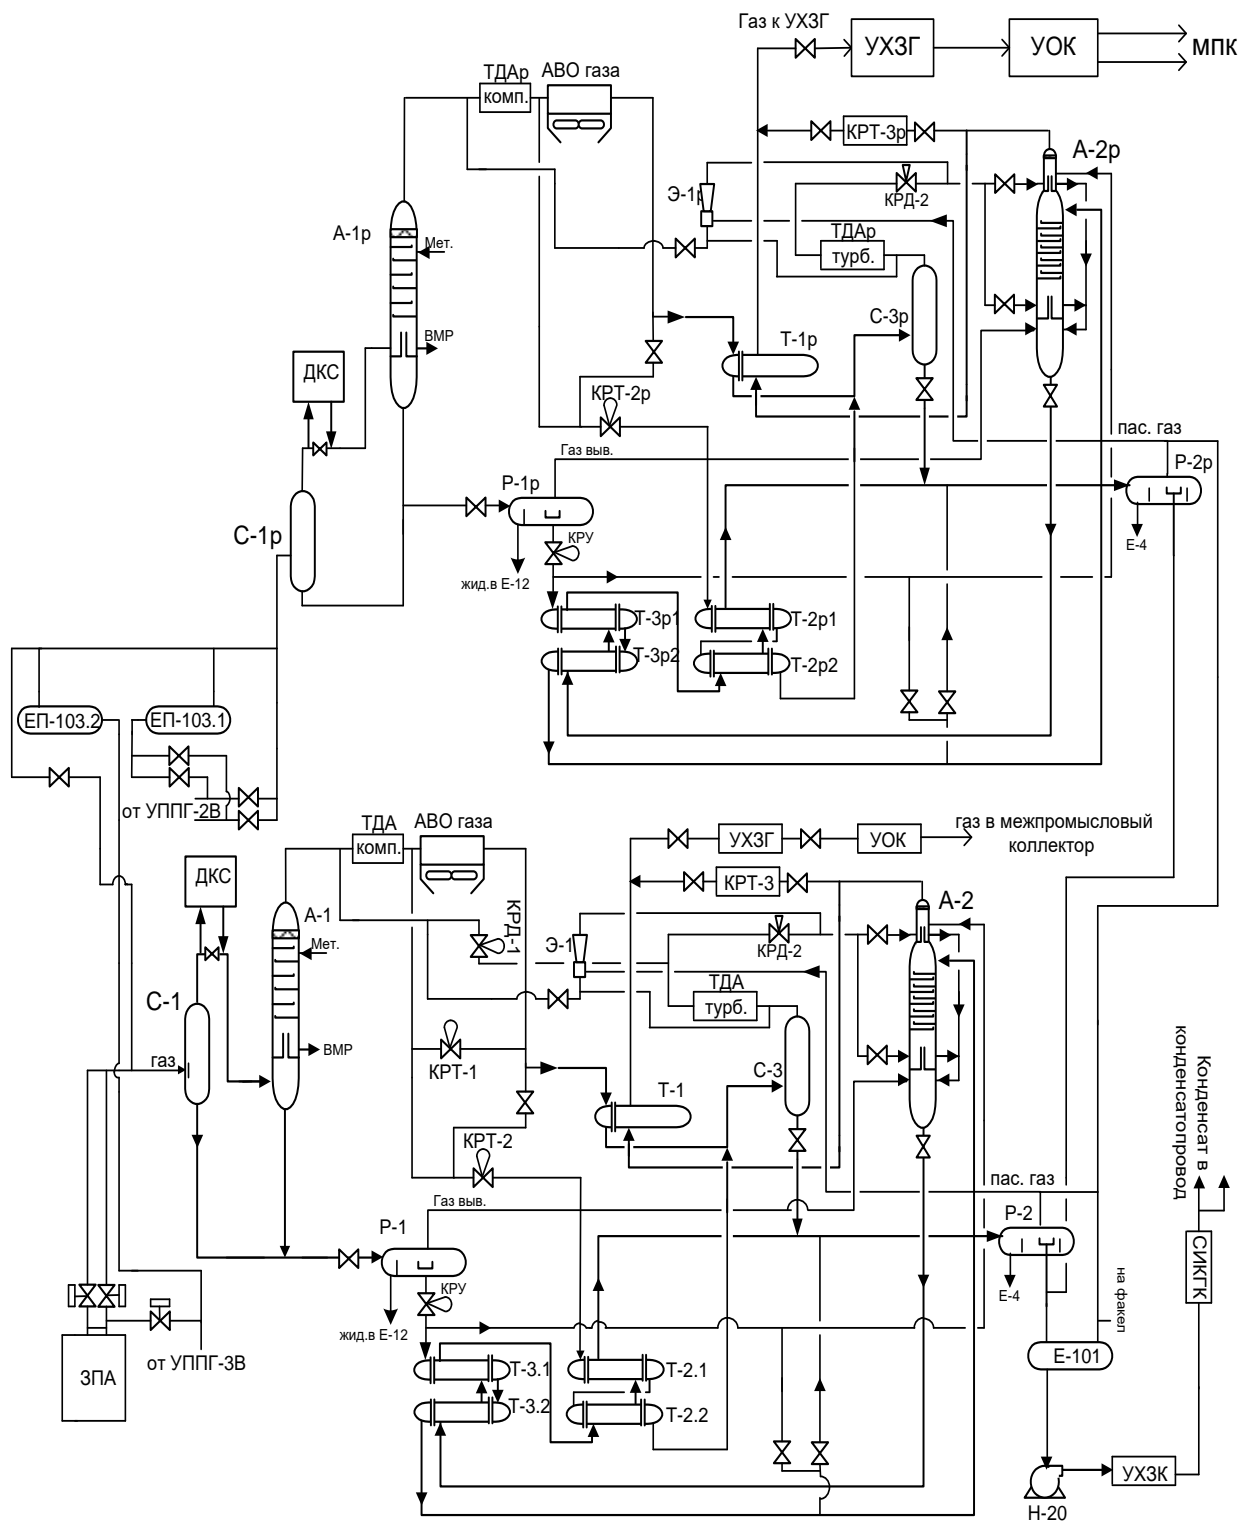 Газ к УХЗГ
УХЗГ
УОК
МПК
ТДАр
комп.
АВО газа
КРТ-3р
А-2р
Э-1р
КРД-2
А-1р
Мет.
ТДАр
турб.
С-3р
ВМР
Т-1р
ДКС
КРТ-2р
пас. газ
Газ выв.
Р-2р
Р-1р
С-1р
КРУ
Е-4
жид.в Е-12
Т-3р1
Т-2р1
Т-3р2
Т-2р2
ЕП-103.2
ЕП-103.1
от УППГ-2В
ТДА
комп.
АВО газа
УХЗГ
УОК
газ в межпромысловый
коллектор
ДКС
КРТ-3
А-2
А-1
КРД-1
Э-1
КРД-2
Мет.
С-1
ТДА
турб.
ВМР
газ
КРТ-1
С-3
Т-1
Конденсат в
конденсатопровод
КРТ-2
пас. газ
Газ выв.
Р-1
Р-2
СИКГК
КРУ
Е-4
на факел
жид.в Е-12
от УППГ-3В
Е-101
ЗПА
Т-3.1
Т-2.1
Т-3.2
Т-2.2
УХЗК
Н-20